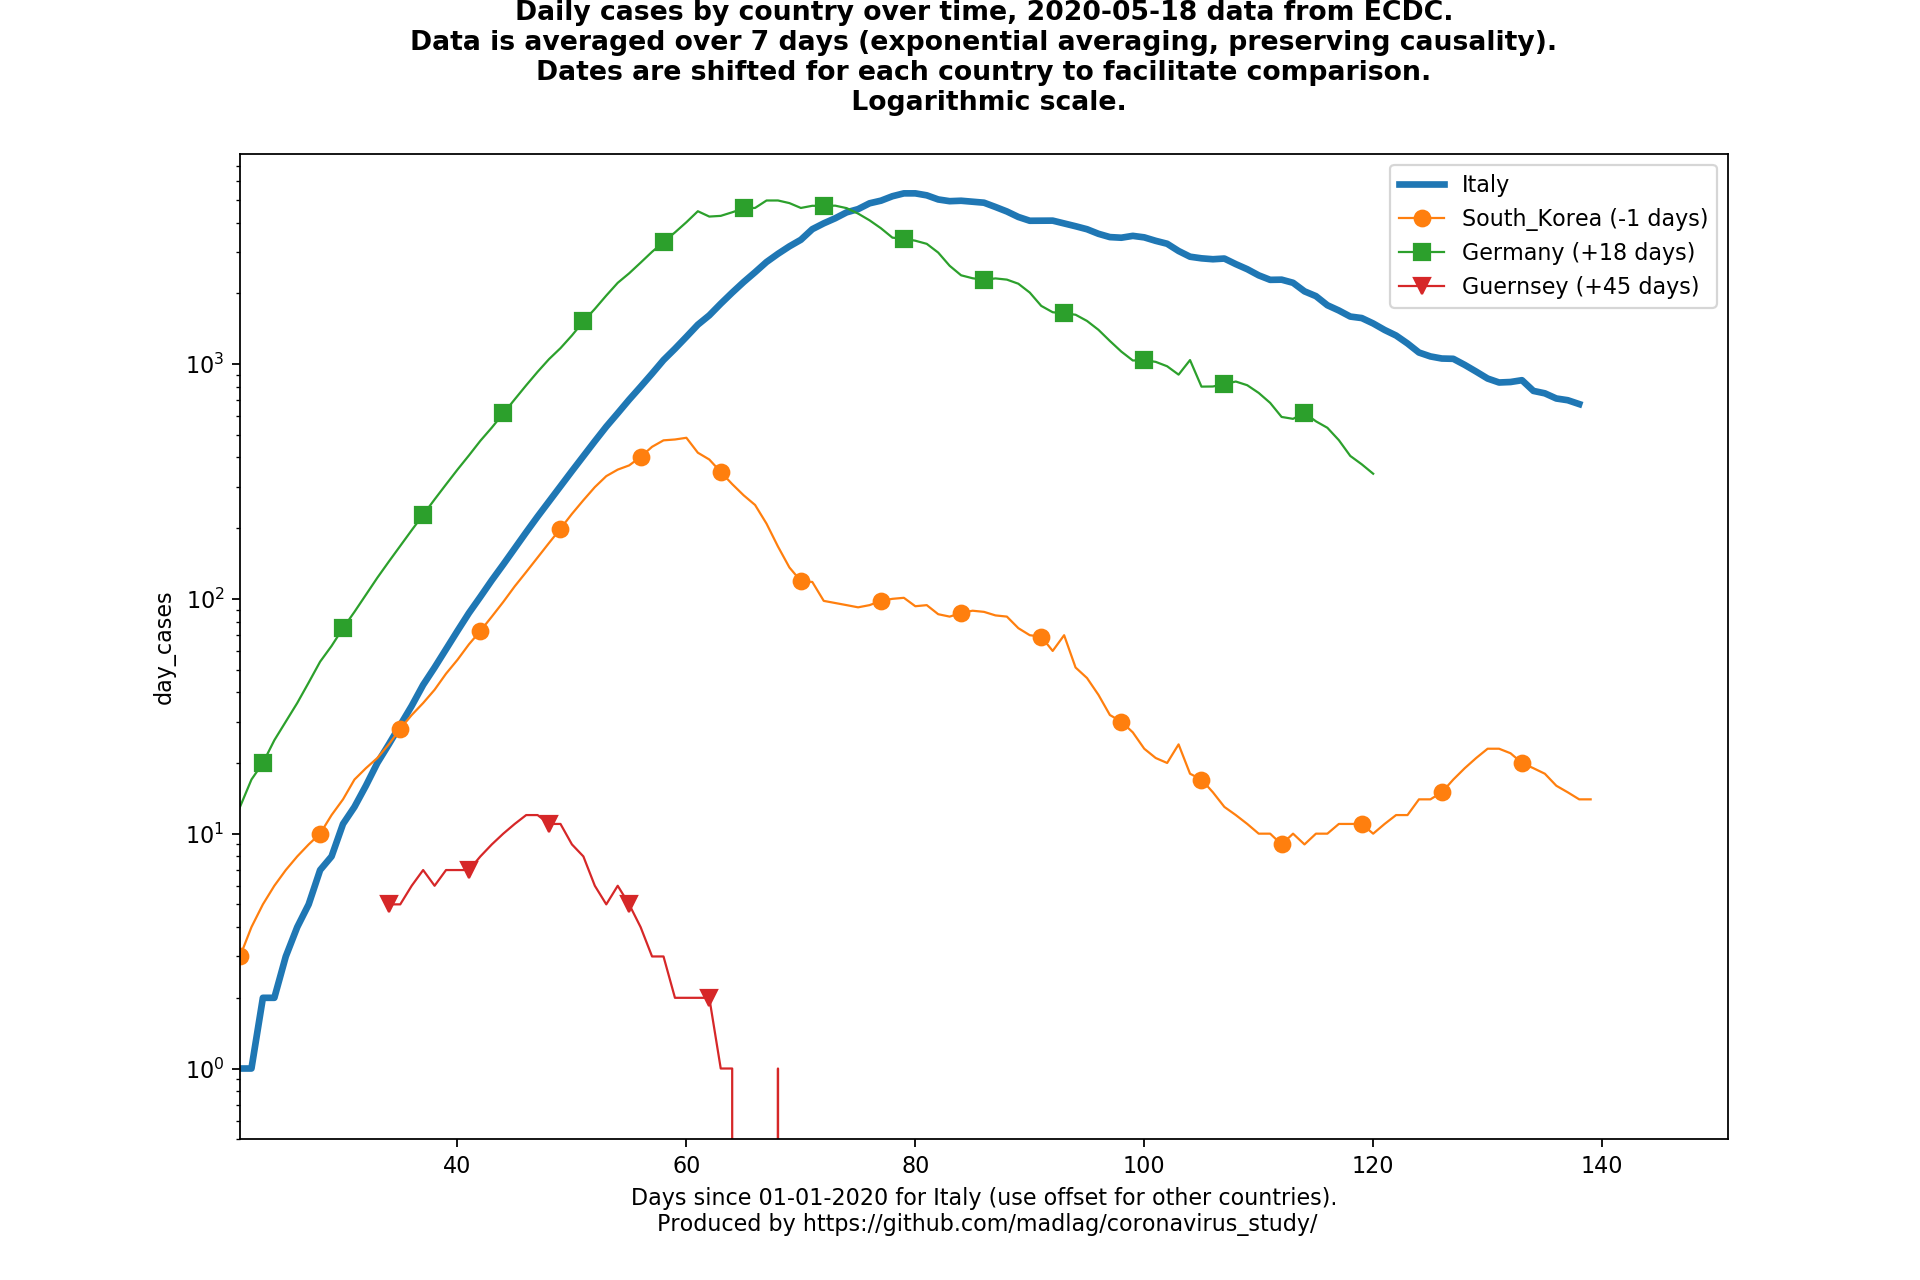 Daily cases by country over time, 2020-05-18 data from ECDC.
Data is averaged over 7 days (exponential averaging, preserving causality).
Dates are shifted for each country to facilitate comparison.
Logarithmic scale.
Italy
South_Korea (-1 days)
Germany (+18 days)
Guernsey (+45 days)
10³
10²
10¹
10⁰
day_cases
40 60 80 100 120 140
Days since 01-01-2020 for Italy (use offset for other countries).
Produced by https://github.com/madlag/coronavirus_study/